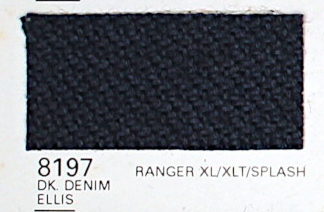 8197 RANGER XL/XLT/SPLASH
DK. DENIM
ELLIS